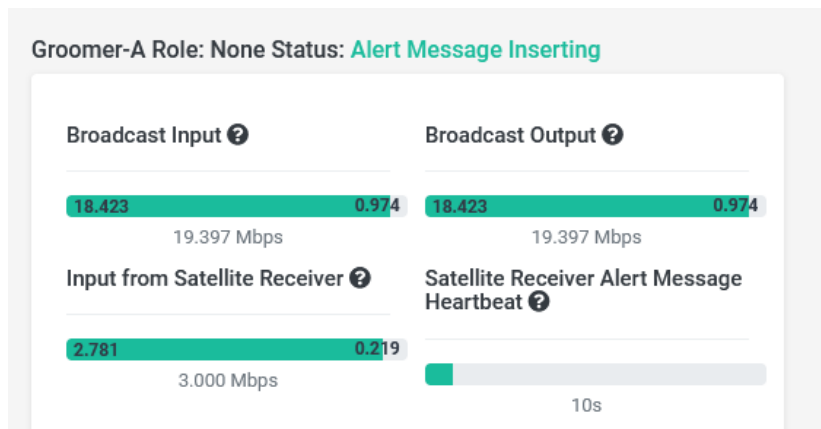 Groomer-A Role: None Status: Alert Message Inserting
Broadcast Input ?
Broadcast Output ?
18.423 0.974
18.423 0.974
19.397 Mbps
19.397 Mbps
Input from Satellite Receiver ?
Satellite Receiver Alert Message
Heartbeat ?
2.781 0.219
3.000 Mbps
10s